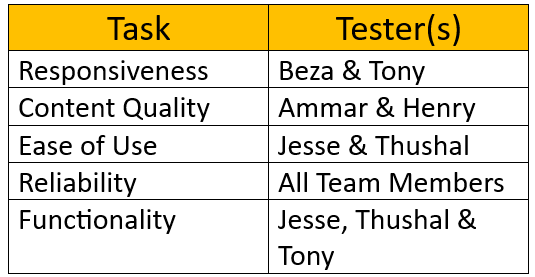 Task Tester(s)
Responsiveness Beza & Tony
Content Quality Ammar & Henry
Ease of Use Jesse & Thushal
Reliability All Team Members
Functionality Jesse, Thushal &
Tony